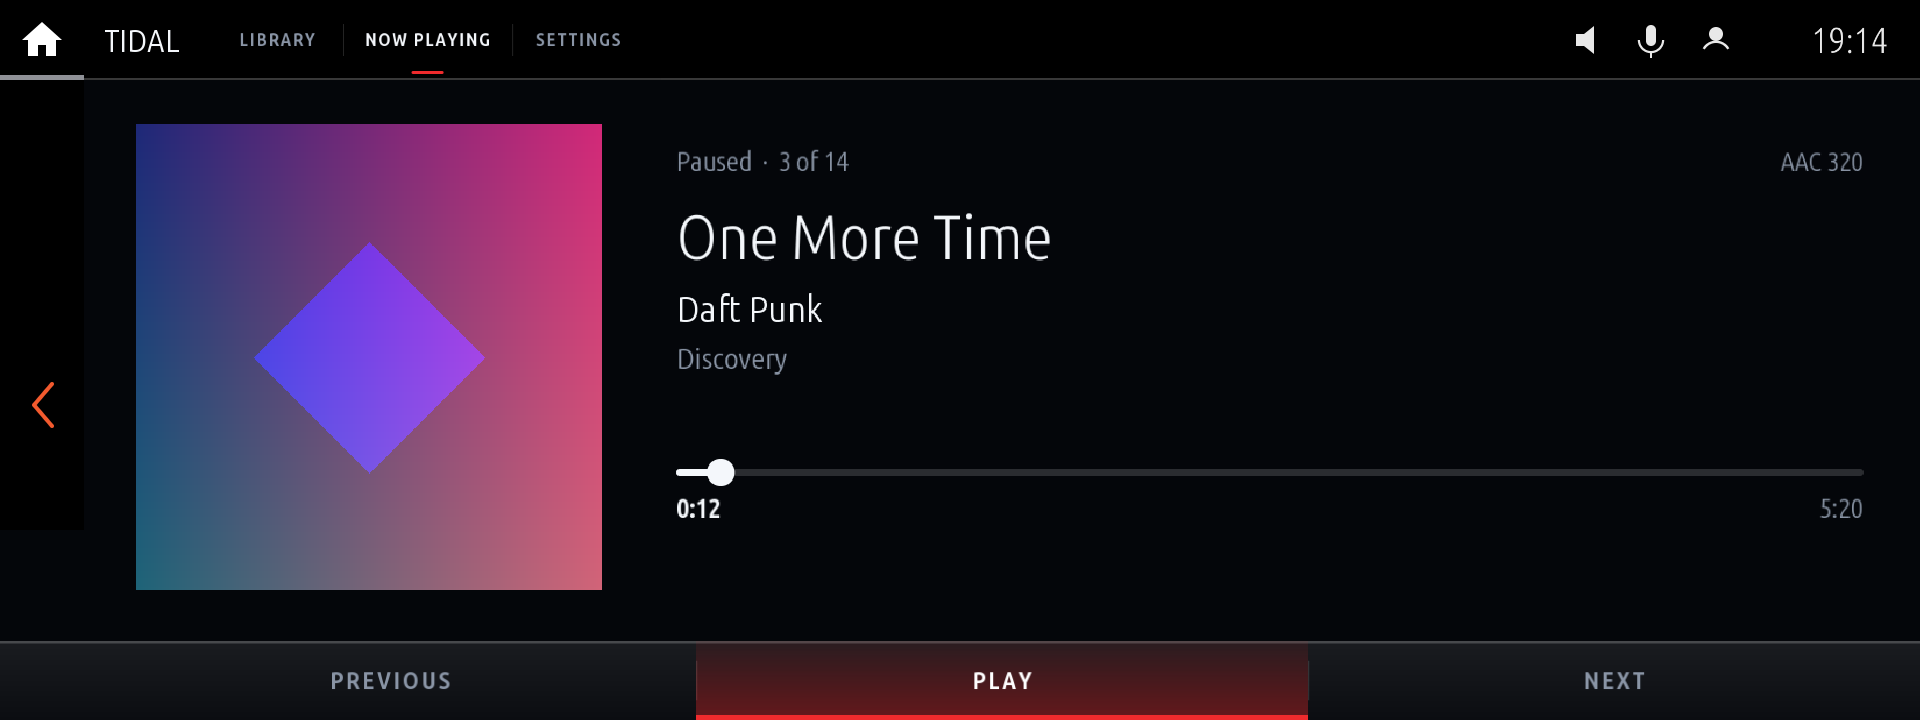 TIDAL
LIBRARY
NOW PLAYING
SETTINGS
19:14
Paused · 3 of 14
AAC 320
One More Time
Daft Punk
Discovery
0:12
5:20
PREVIOUS
PLAY
NEXT